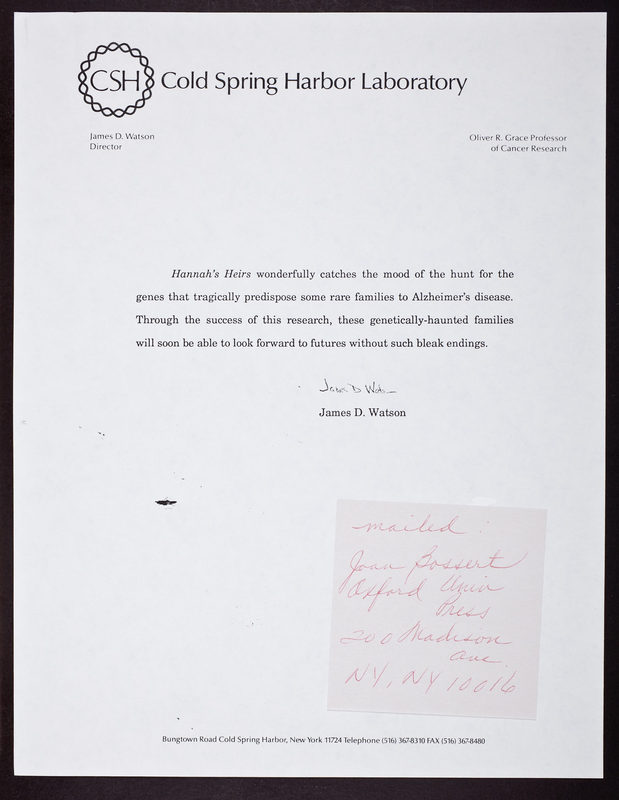 CSH Cold Spring Harbor Laboratory
James D. Watson
Director
Oliver R. Grace Professor
of Cancer Research
Hannah's Heirs wonderfully catches the mood of the hunt for the
genes that tragically predispose some rare families to Alzheimer's disease.
Through the success of this research, these genetically-haunted families
will soon be able to look forward to futures without such bleak endings.
James D Watson
James D. Watson
mailed:
Joan Bossert
Oxford Univ
Press
200 Madison
Ave.
NY, NY 10016
Bungtown Road Cold Spring Harbor, New York 11724 Telephone (516) 367-8310 FAX (516) 367-8480